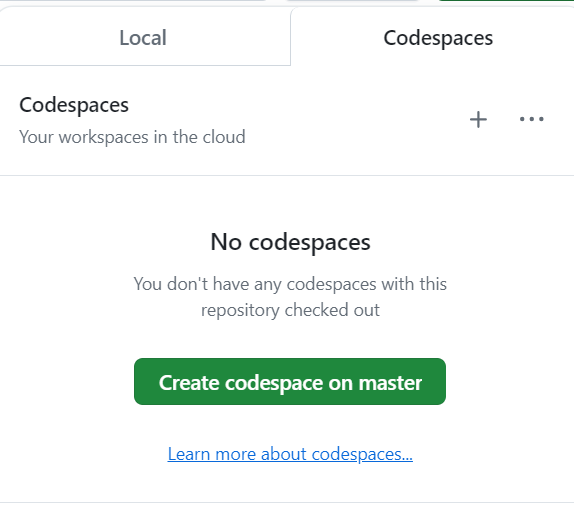 Local
Codespaces
Codespaces
Your workspaces in the cloud
No codespaces
You don't have any codespaces with this
repository checked out
Create codespace on master
Learn more about codespaces...